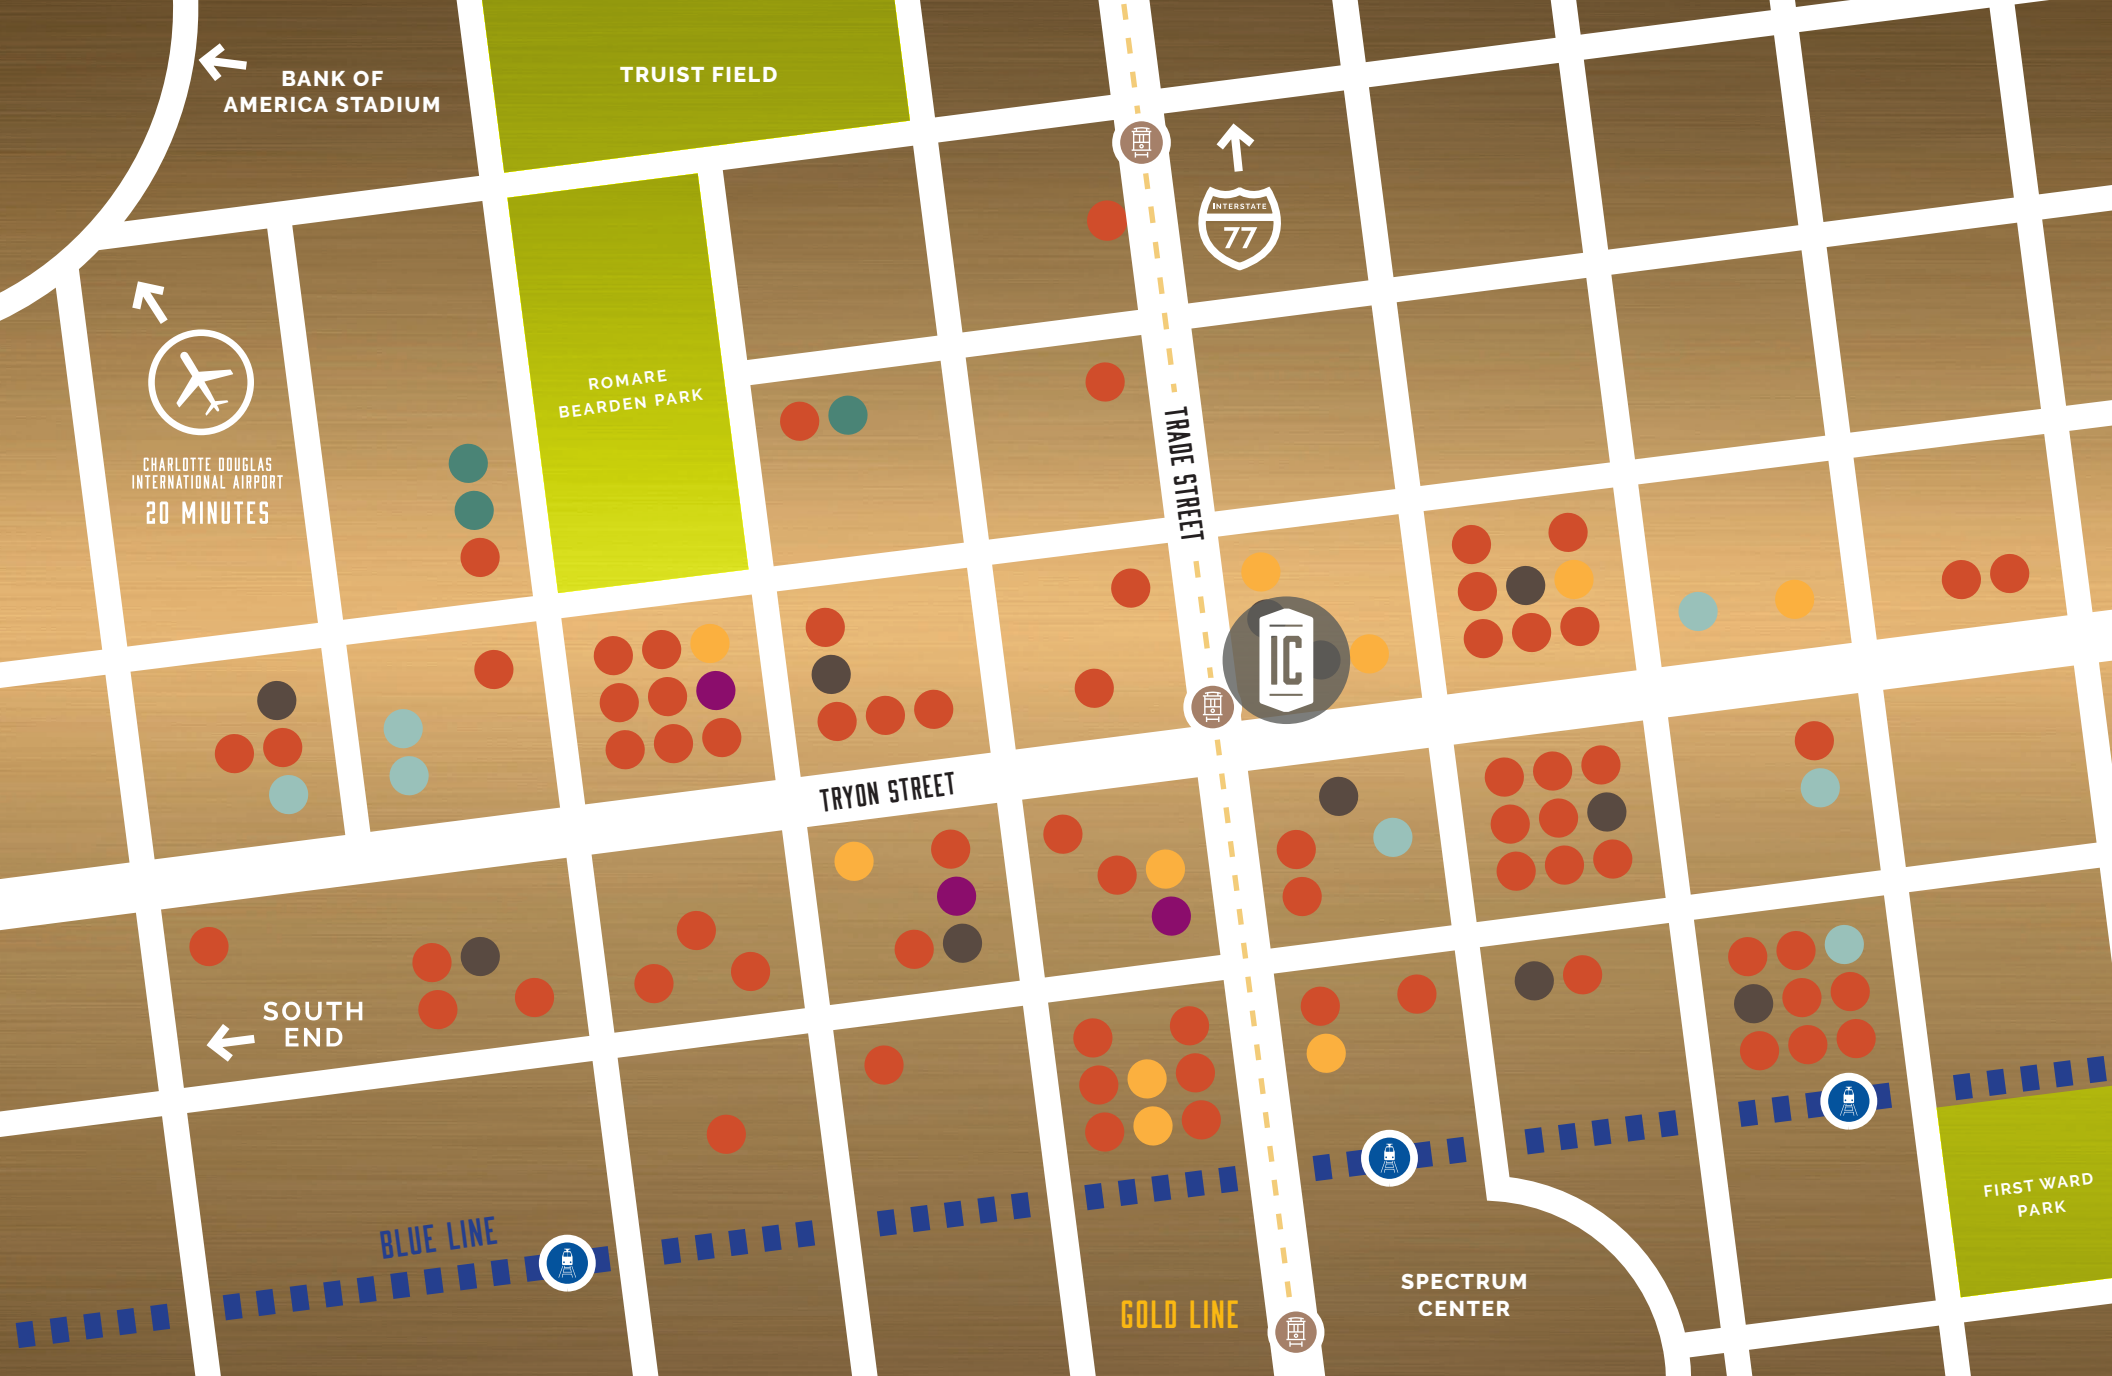 BANK OF
AMERICA STADIUM
TRUIST FIELD
INTERSTATE
77
ROMARE
BEARDEN PARK
CHARLOTTE DOUGLAS
INTERNATIONAL AIRPORT
20 MINUTES
TRADE STREET
IC
TRYON STREET
SOUTH
END
BLUE LINE
FIRST WARD
PARK
SPECTRUM
CENTER
GOLD LINE